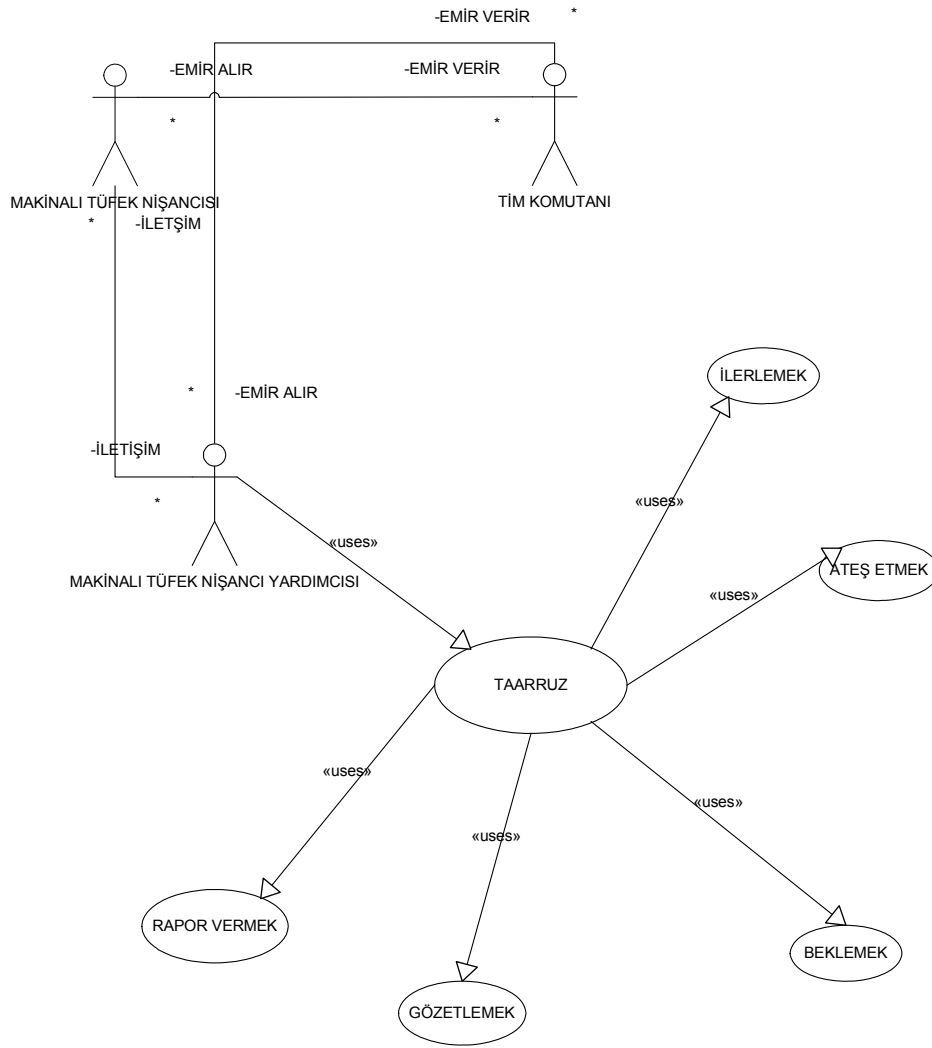 -EMİR VERİR *
-EMİR ALIR
-EMİR VERİR
*
*
MAKİNALI TÜFEK NİŞANCISI
TİM KOMUTANI
*
-İLETŞİM
*
-EMİR ALIR
-İLETİŞİM
*
MAKİNALI TÜFEK NİŞANCI YARDIMCISI
«uses»
İLERLEMEK
«uses»
ATEŞ ETMEK
«uses»
TAARRUZ
«uses»
«uses»
«uses»
RAPOR VERMEK
GÖZETLEMEK
BEKLEMEK